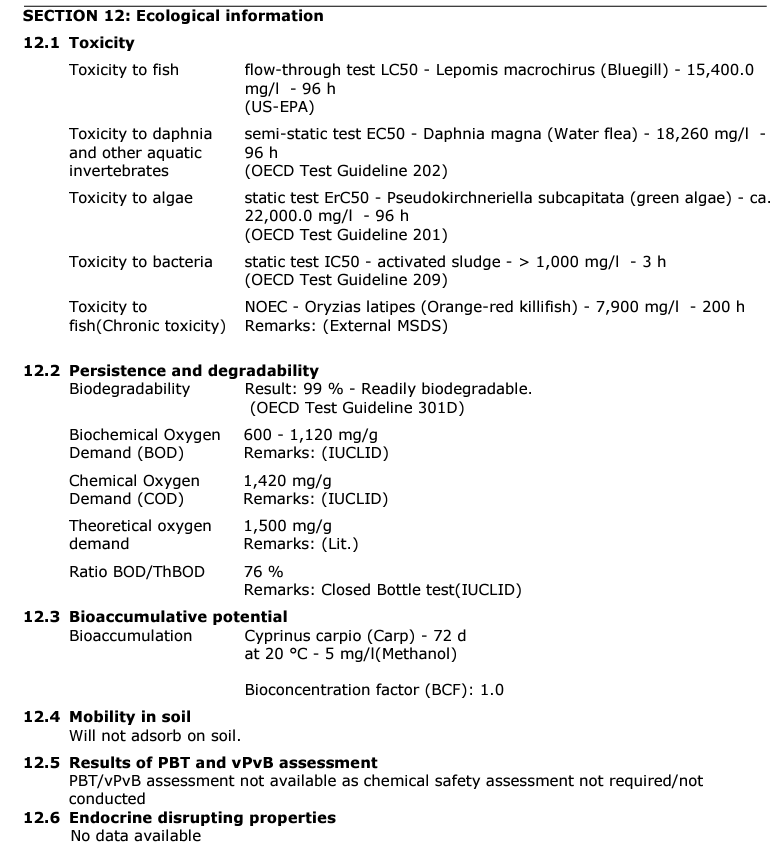 SECTION 12: Ecological information
12.1 Toxicity
Toxicity to fish flow-through test LC50 - Lepomis macrochirus (Bluegill) - 15,400.0
mg/l - 96 h
(US-EPA)
Toxicity to daphnia semi-static test EC50 - Daphnia magna (Water flea) - 18,260 mg/l -
and other aquatic 96 h
invertebrates (OECD Test Guideline 202)
Toxicity to algae static test ErC50 - Pseudokirchneriella subcapitata (green algae) - ca.
22,000.0 mg/l - 96 h
(OECD Test Guideline 201)
Toxicity to bacteria static test IC50 - activated sludge - > 1,000 mg/l - 3 h
(OECD Test Guideline 209)
Toxicity to NOEC - Oryzias latipes (Orange-red killifish) - 7,900 mg/l - 200 h
fish(Chronic toxicity) Remarks: (External MSDS)
12.2 Persistence and degradability
Biodegradability Result: 99 % - Readily biodegradable.
(OECD Test Guideline 301D)
Biochemical Oxygen 600 - 1,120 mg/g
Demand (BOD) Remarks: (IUCLID)
Chemical Oxygen 1,420 mg/g
Demand (COD) Remarks: (IUCLID)
Theoretical oxygen 1,500 mg/g
demand Remarks: (Lit.)
Ratio BOD/ThBOD 76 %
Remarks: Closed Bottle test(IUCLID)
12.3 Bioaccumulative potential
Bioaccumulation Cyprinus carpio (Carp) - 72 d
at 20 °C - 5 mg/l(Methanol)
Bioconcentration factor (BCF): 1.0
12.4 Mobility in soil
Will not adsorb on soil.
12.5 Results of PBT and vPvB assessment
PBT/vPvB assessment not available as chemical safety assessment not required/not
conducted
12.6 Endocrine disrupting properties
No data available